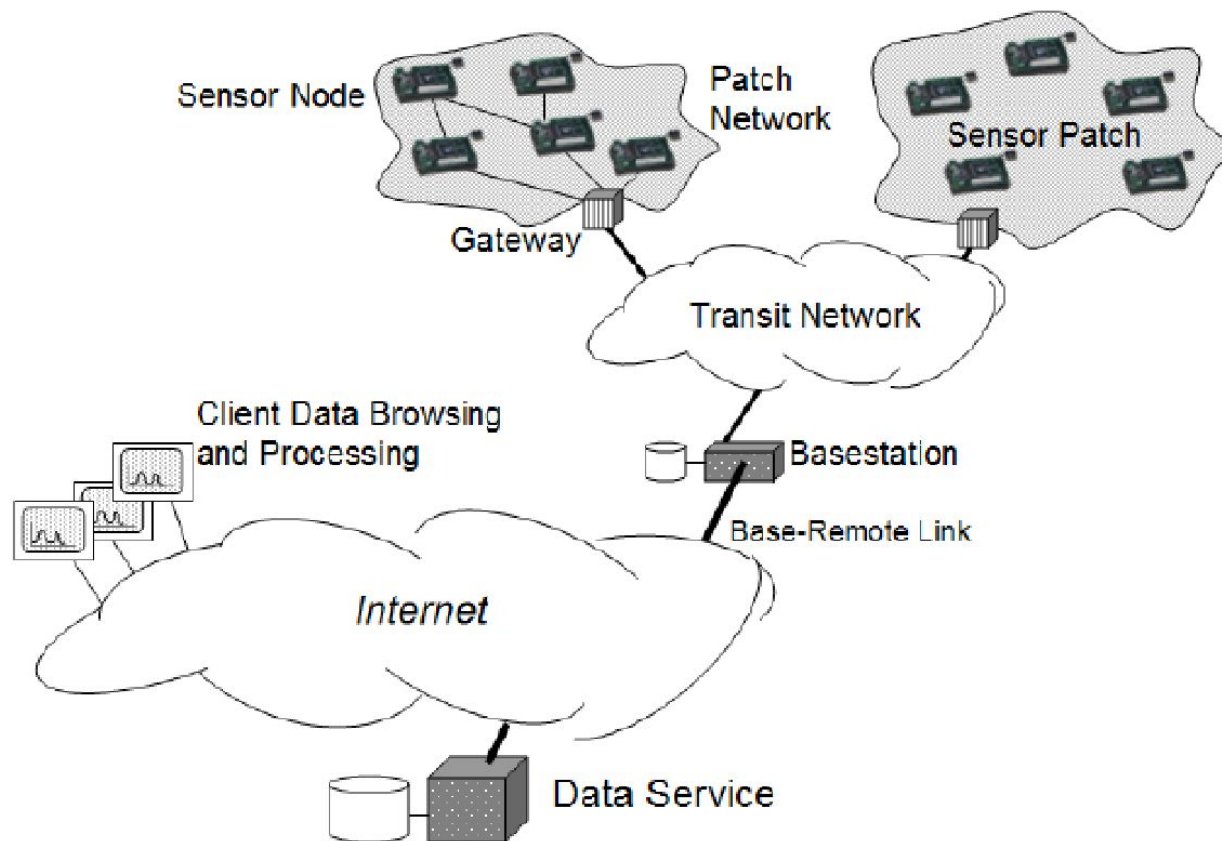 Sensor Node
Patch
Network
Sensor Patch
Gateway
Transit Network
Client Data Browsing
and Processing
Basestation
Base-Remote Link
Internet
Data Service